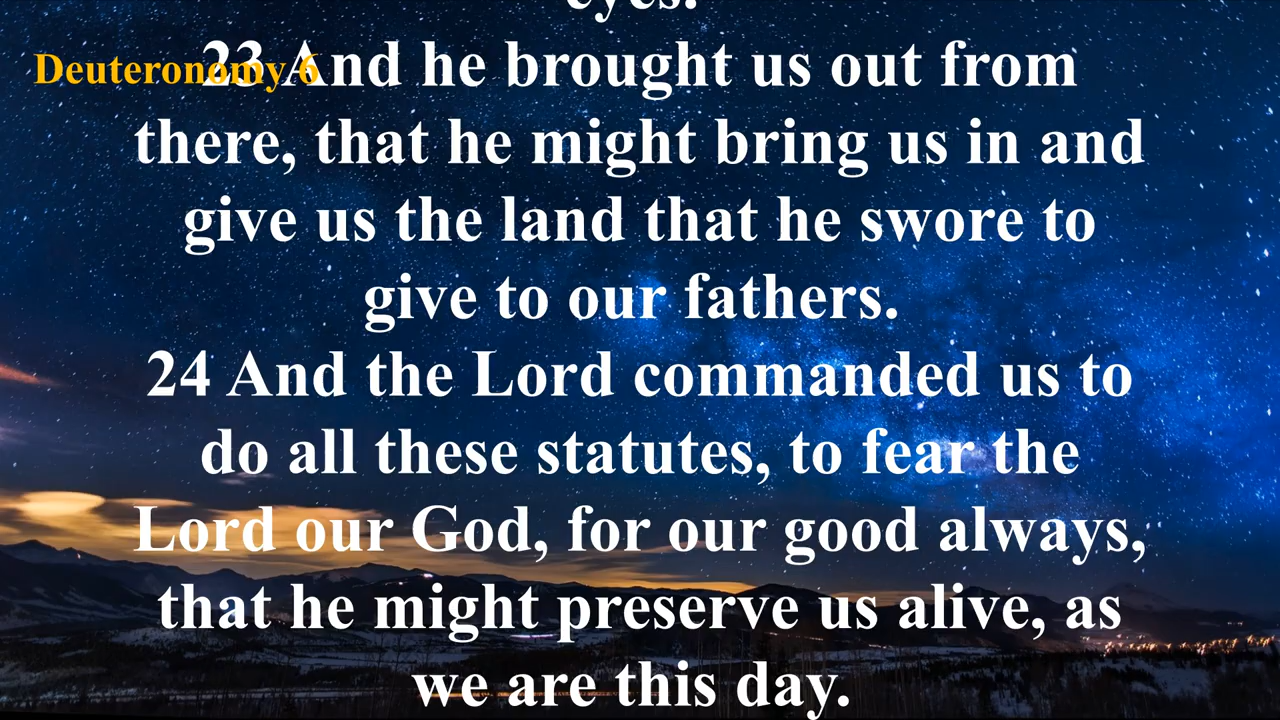 eyes.
Deuteronomy 6
23 And he brought us out from
there, that he might bring us in and
give us the land that he swore to
give to our fathers.
24 And the Lord commanded us to
do all these statutes, to fear the
Lord our God, for our good always,
that he might preserve us alive, as
we are this day.